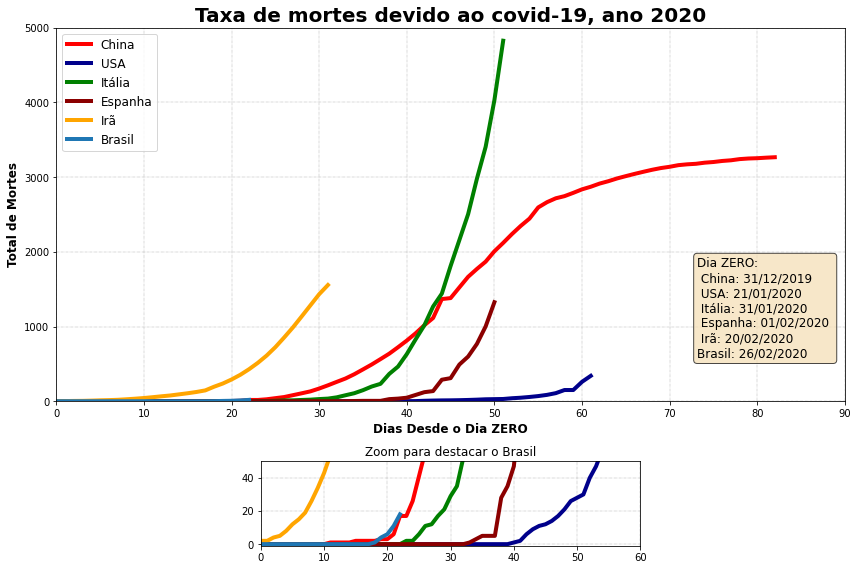 Taxa de mortes devido ao covid-19, ano 2020
Total de Mortes
5000
4000
3000
2000
1000
0
China
USA
Itália
Espanha
Irã
Brasil
Dia ZERO:
China: 31/12/2019
USA: 21/01/2020
Itália: 31/01/2020
Espanha: 01/02/2020
Irã: 20/02/2020
Brasil: 26/02/2020
0 10 20 30 40 50 60 70 80 90
Dias Desde o Dia ZERO
Zoom para destacar o Brasil
40
20
0
0 10 20 30 40 50 60